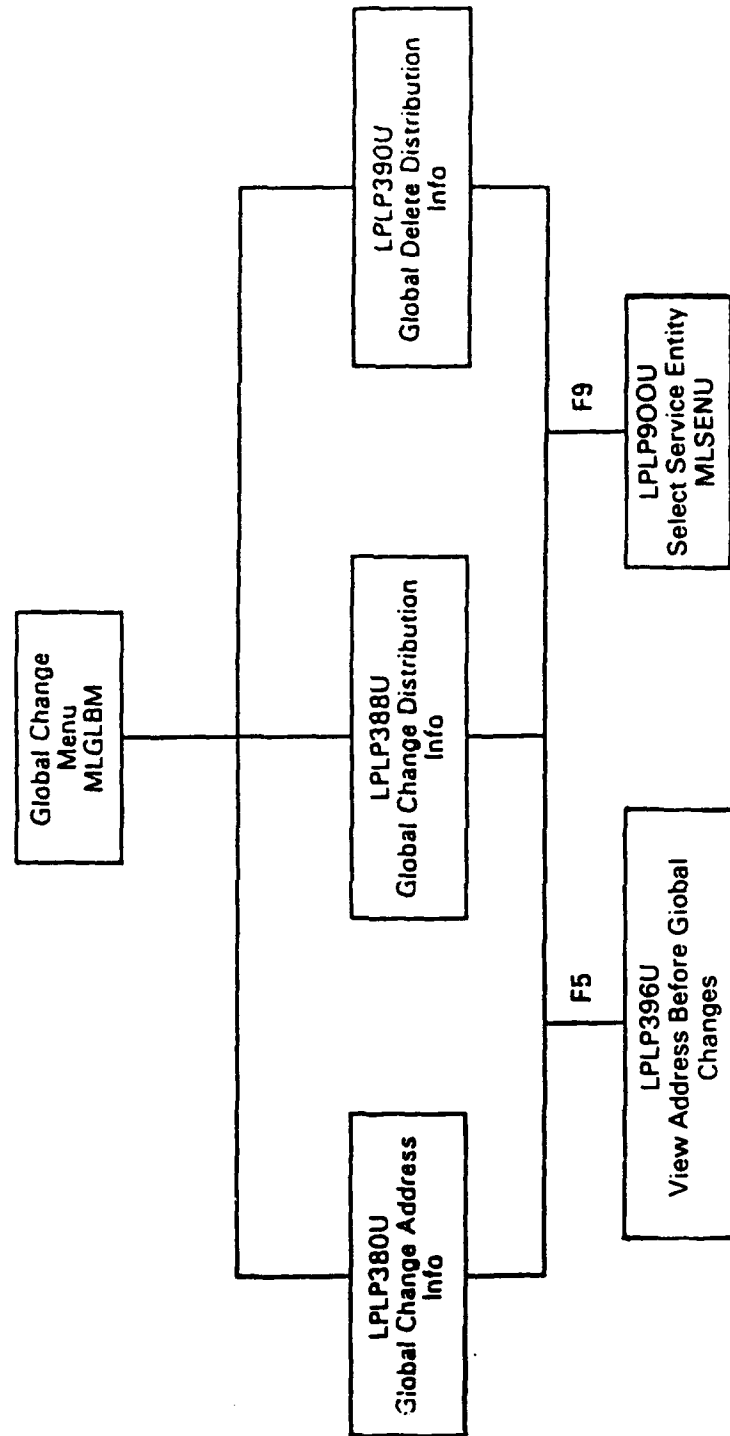 Global Change
Menu
MLGLBM
LPLP380U
Global Change Address
Info
LPLP388U
Global Change Distribution
Info
LPLP390U
Global Delete Distribution
Info
F5
F9
LPLP396U
View Address Before Global
Changes
LPLP900U
Select Service Entity
MLSENU